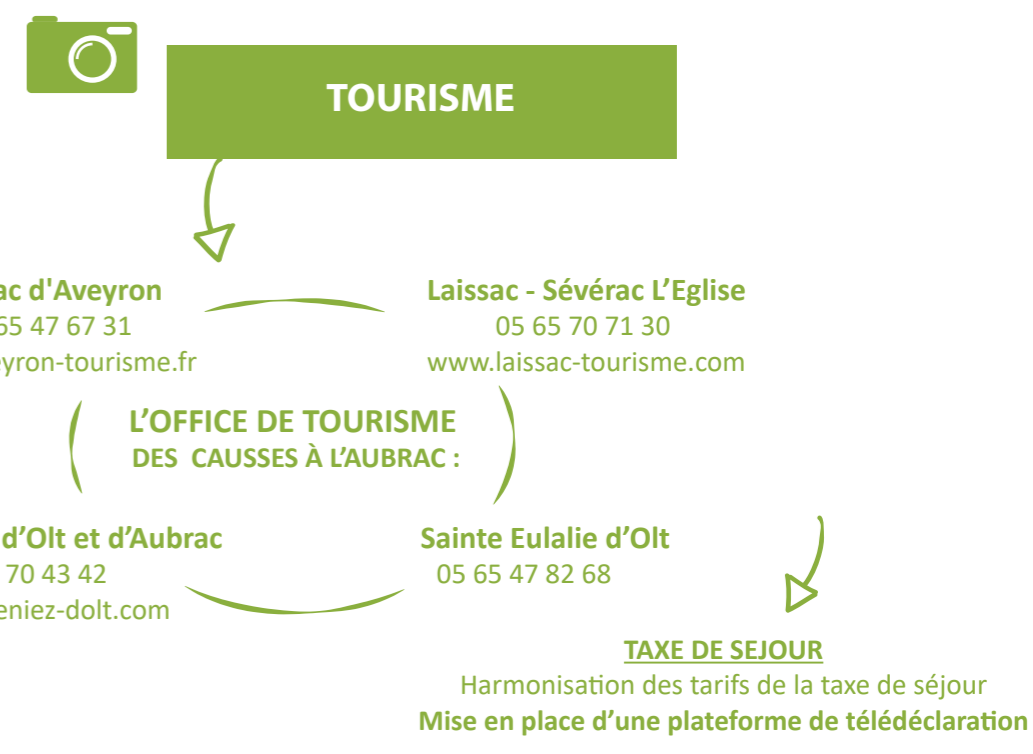 TOURISME
ac d'Aveyron
65 47 67 31
yron-tourisme.fr
Laissac - Sévérac L'Eglise
05 65 70 71 30
www.laissac-tourisme.com
L'OFFICE DE TOURISME
DES CAUSSES À L'AUBRAC :
d'Olt et d'Aubrac
70 43 42
eniez-dolt.com
Sainte Eulalie d'Olt
05 65 47 82 68
TAXE DE SEJOUR
Harmonisation des tarifs de la taxe de séjour
Mise en place d'une plateforme de télédéclaration